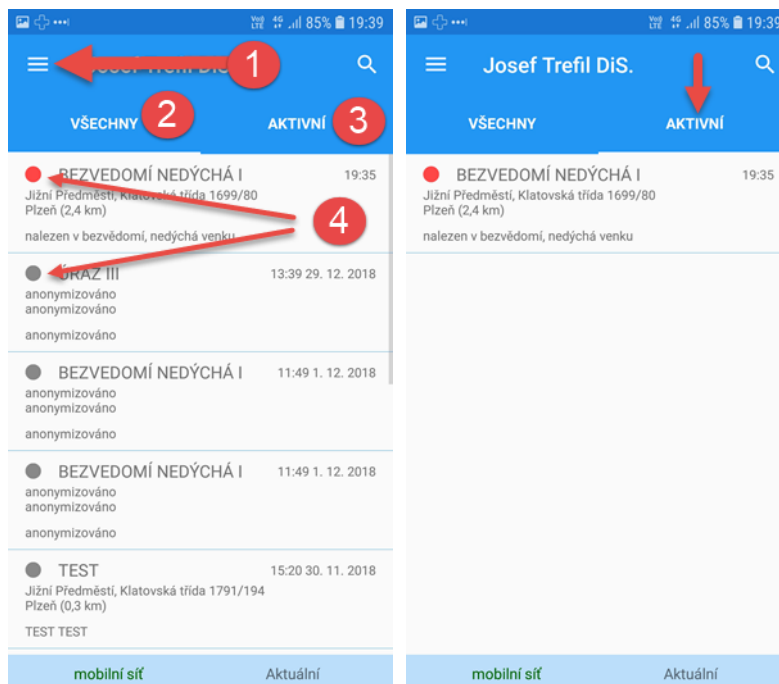 VoLTE 4G 85% 19:39
1
2
VŠECHNY
AKTIVNÍ
3
BEZVEDOMÍ NEDÝCHÁ I 19:35
Jižní Předměstí, Klatovská třída 1699/80
Plzeň (2,4 km)
4
nalezen v bezvědomí, nedýchá venku
ÚRAZ III 13:39 29. 12. 2018
anonymizováno
anonymizováno
anonymizováno
BEZVEDOMÍ NEDÝCHÁ I 11:49 1. 12. 2018
anonymizováno
anonymizováno
anonymizováno
BEZVEDOMÍ NEDÝCHÁ I 11:49 1. 12. 2018
anonymizováno
anonymizováno
anonymizováno
TEST 15:20 30. 11. 2018
Jižní Předměstí, Klatovská třída 1791/194
Plzeň (0,3 km)
TEST TEST
mobilní síť Aktuální
VoLTE 4G 85% 19:39
Josef Trefil DiS.
VŠECHNY AKTIVNÍ
BEZVEDOMÍ NEDÝCHÁ I 19:35
Jižní Předměstí, Klatovská třída 1699/80
Plzeň (2,4 km)
nalezen v bezvědomí, nedýchá venku
mobilní síť Aktuální